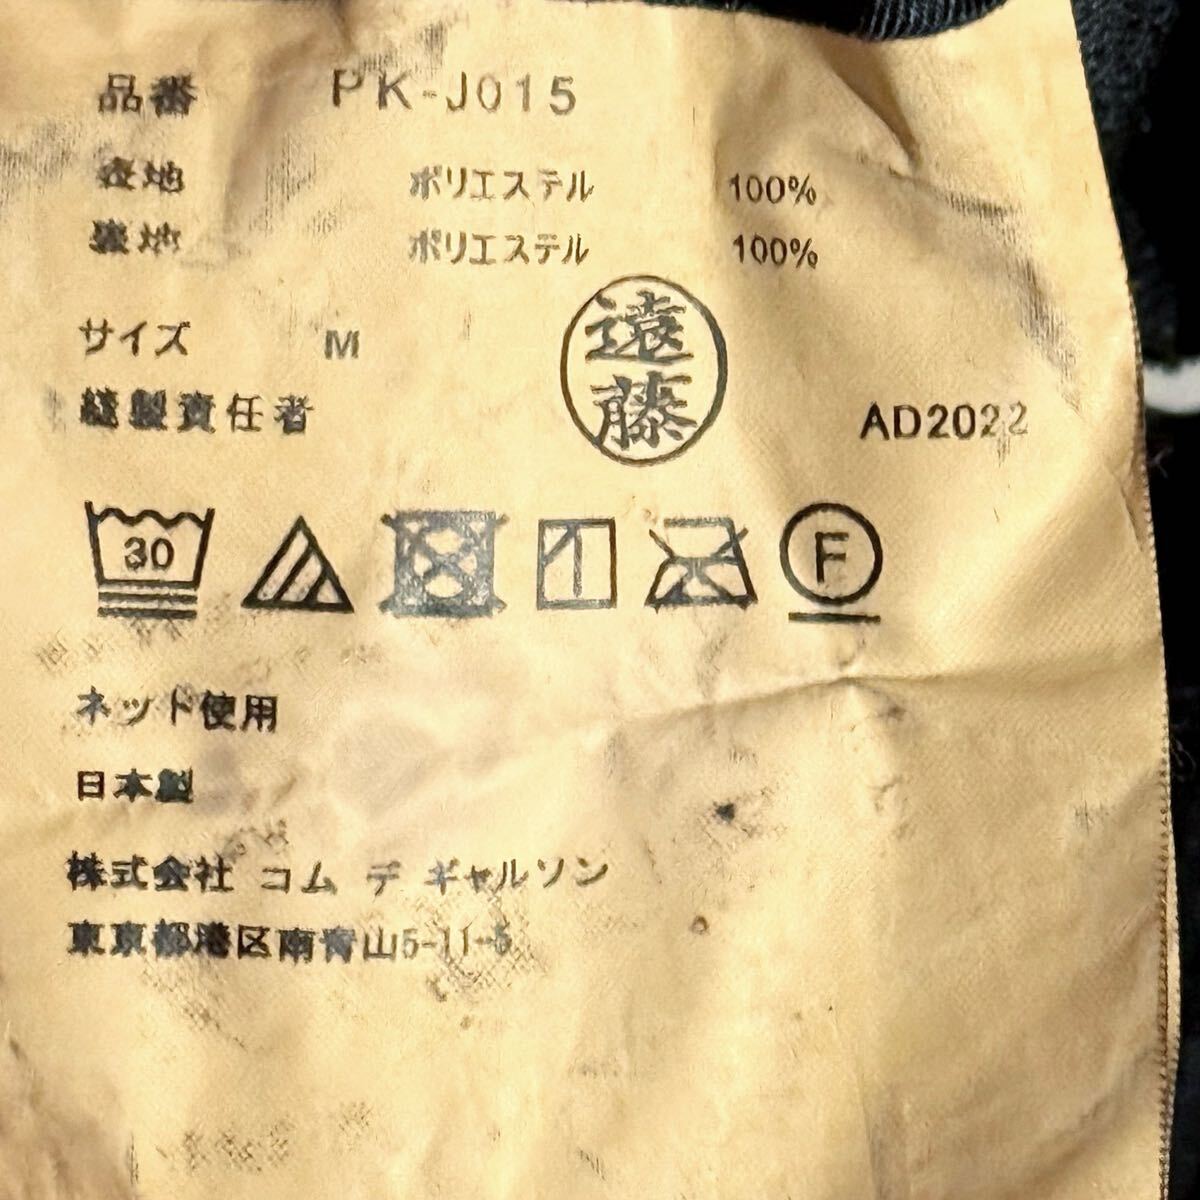 品番 PK-J015
表地 ポリエステル 100%
裏地 ポリエステル 100%
サイズ M
縫製責任者 遠藤 AD2022
30 F
ネット使用
日本製
株式会社 コム デ ギャルソン
東京都港区南青山5-11-5